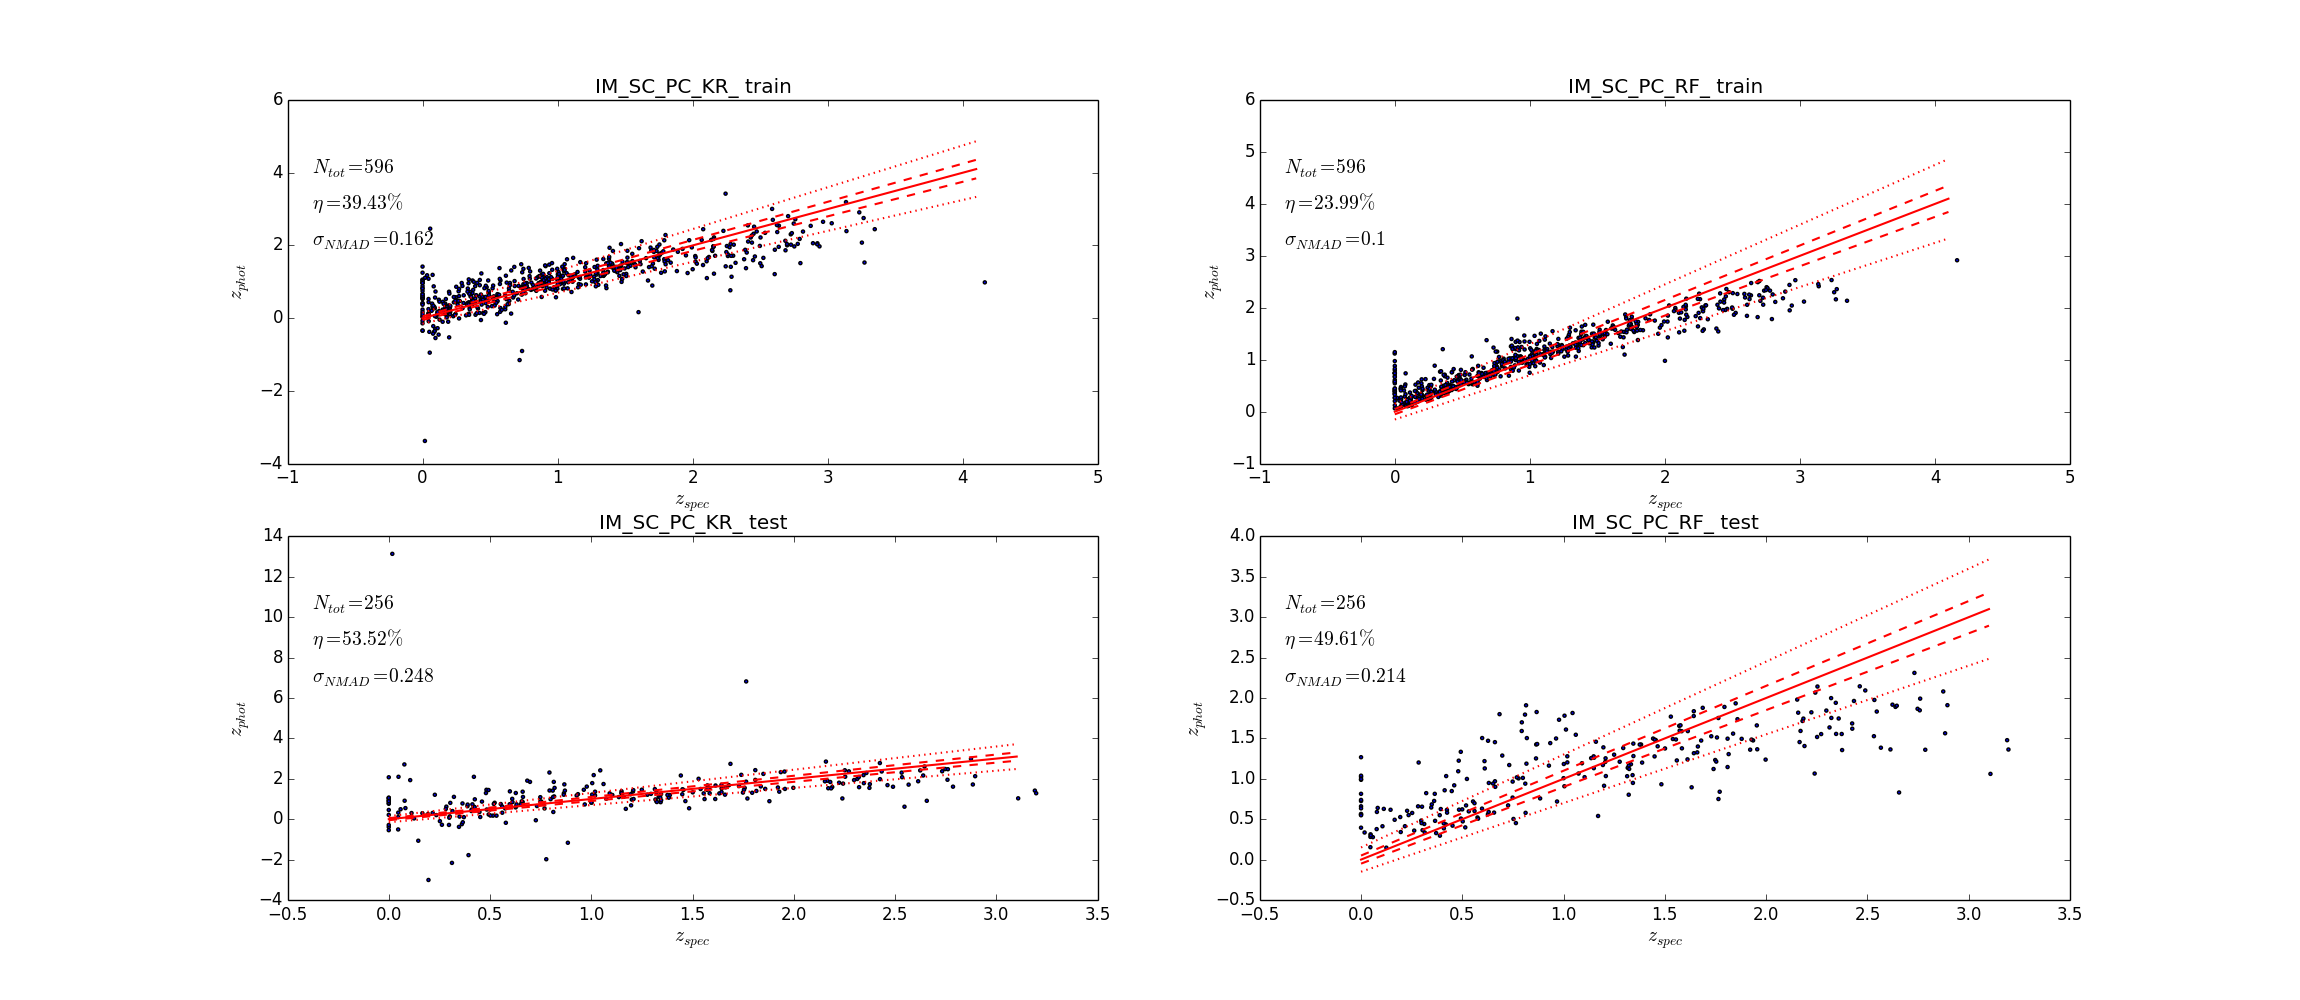 IM_SC_PC_KR_ train
6
4
2
0
−2
−4
z_phot
N_tot=596
η=39.43%
σ_NMAD=0.162
−1 0 1 2 3 4 5
z_spec
IM_SC_PC_RF_ train
6
5
4
3
2
1
0
−1
z_phot
N_tot=596
η=23.99%
σ_NMAD=0.1
−1 0 1 2 3 4 5
z_spec
IM_SC_PC_KR_ test
14
12
10
8
6
4
2
0
−2
−4
z_phot
N_tot=256
η=53.52%
σ_NMAD=0.248
−0.5 0.0 0.5 1.0 1.5 2.0 2.5 3.0 3.5
z_spec
IM_SC_PC_RF_ test
4.0
3.5
3.0
2.5
2.0
1.5
1.0
0.5
0.0
−0.5
z_phot
N_tot=256
η=49.61%
σ_NMAD=0.214
−0.5 0.0 0.5 1.0 1.5 2.0 2.5 3.0 3.5
z_spec